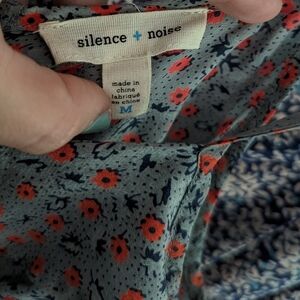 silence + noise
made in
china
fabriqué
en chine
M